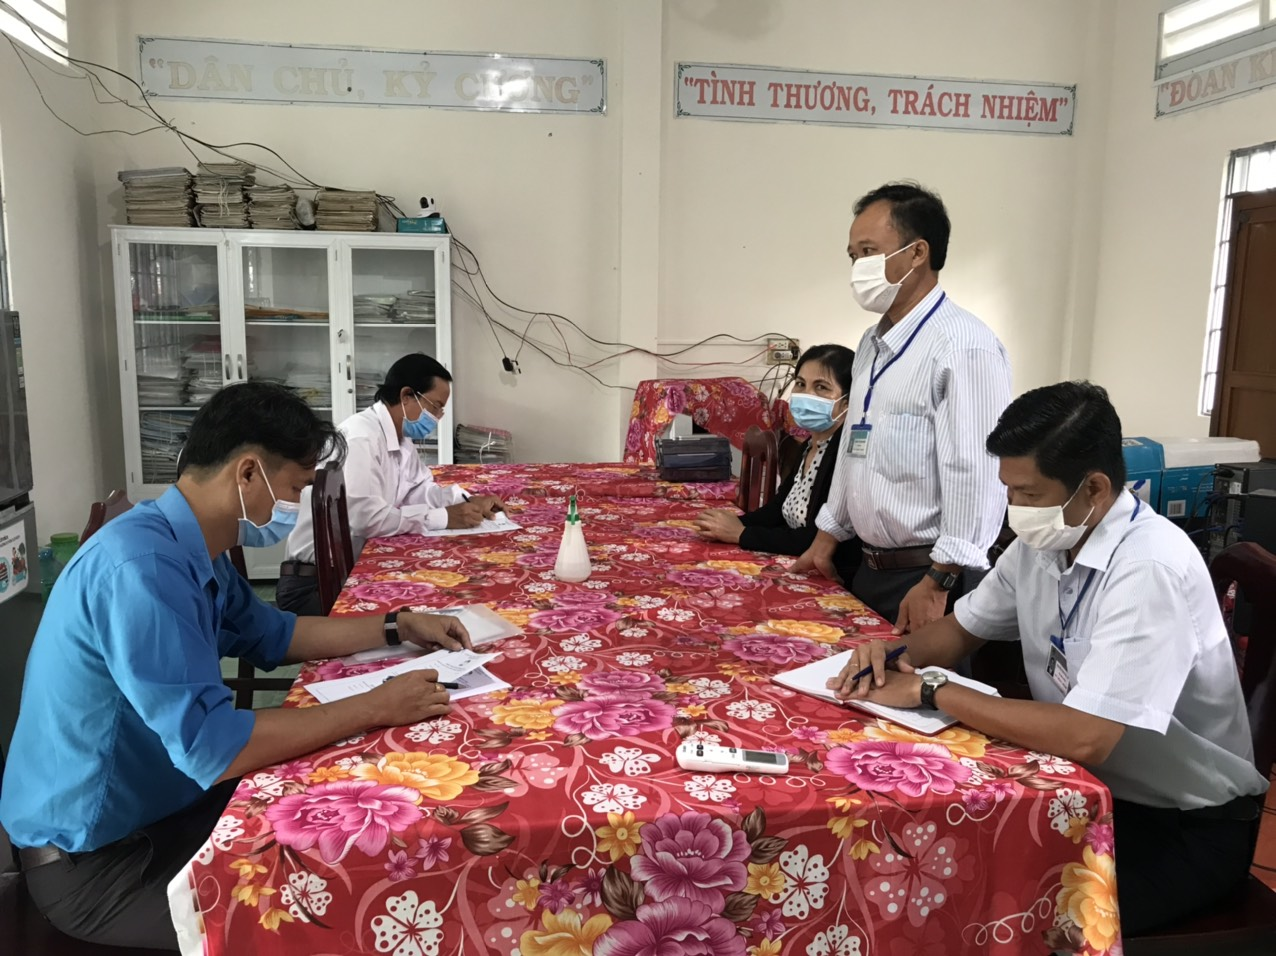 "DÂN CHỦ, KỶ CƯƠNG"
"TÌNH THƯƠNG, TRÁCH NHIỆM"
"ĐOÀN K